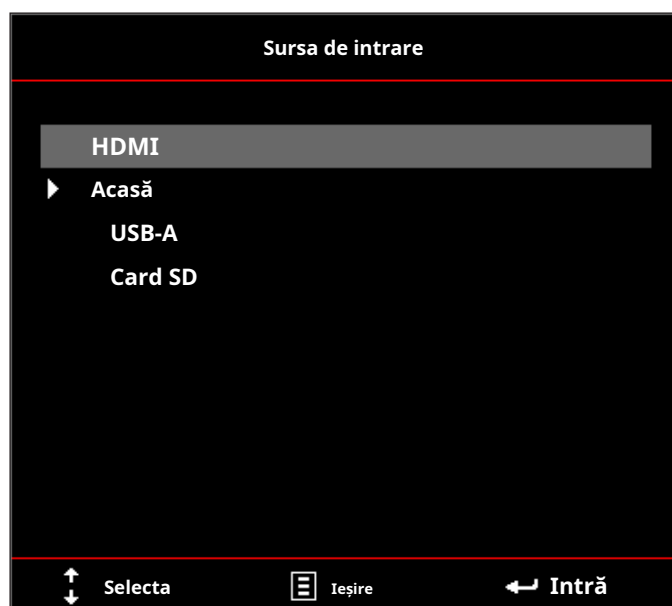 Sursa de intrare
HDMI
Acasă
USB-A
Card SD
Selecta Ieșire Intră